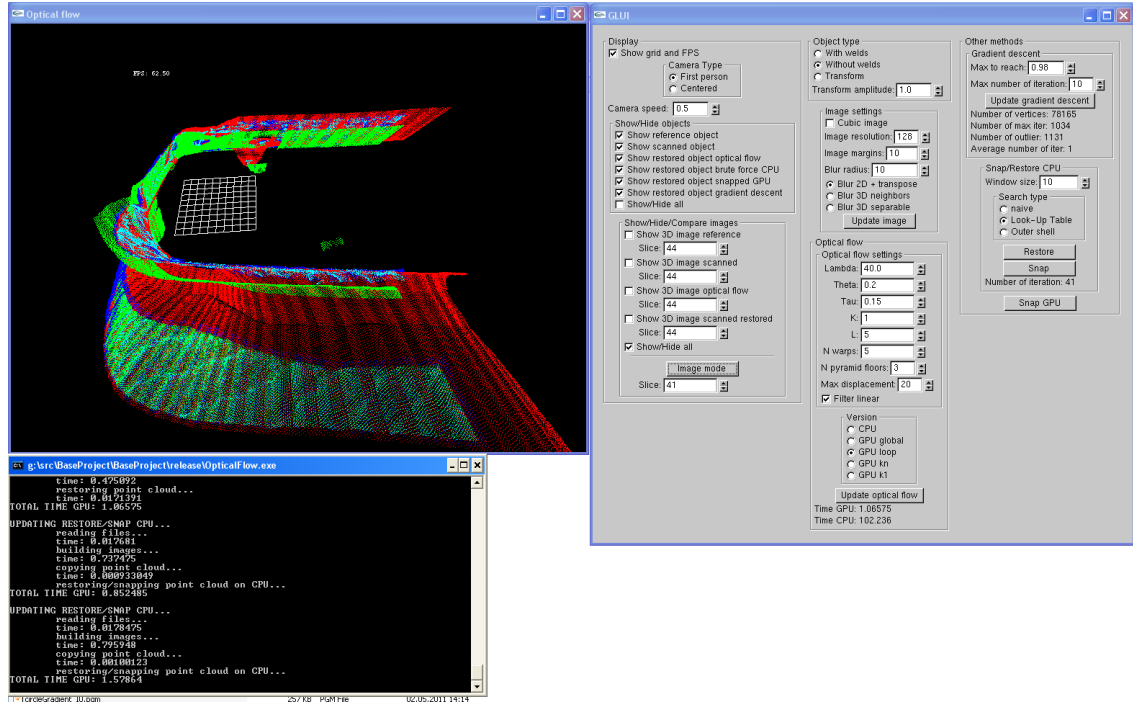 Optical flow
FPS: 62.50
g:\src\BaseProject\BaseProject\release\OpticalFlow.exe
time: 0.475092
restoring point cloud...
time: 0.0171391
TOTAL TIME GPU: 1.06575
UPDATING RESTORE/SNAP CPU...
reading files...
time: 0.017681
building images...
time: 0.737475
copying point cloud...
time: 0.000933049
restoring/snapping point cloud on CPU...
TOTAL TIME GPU: 0.852485
UPDATING RESTORE/SNAP CPU...
reading files...
time: 0.0178475
building images...
time: 0.795948
copying point cloud...
time: 0.00100123
restoring/snapping point cloud on CPU...
TOTAL TIME GPU: 1.57864
circleGradient_10.pgm 257 KB PGM File 02.05.2011 14:14
GLUI
Display
Show grid and FPS
Camera Type
First person
Centered
Camera speed: 0.5
Show/Hide objects
Show reference object
Show scanned object
Show restored object optical flow
Show restored object brute force CPU
Show restored object snapped GPU
Show restored object gradient descent
Show/Hide all
Show/Hide/Compare images
Show 3D image reference
Slice: 44
Show 3D image scanned
Slice: 44
Show 3D image optical flow
Slice: 44
Show 3D image scanned restored
Slice: 44
Show/Hide all
Image mode
Slice: 41
Object type
With welds
Without welds
Transform
Transform amplitude: 1.0
Image settings
Cubic image
Image resolution: 128
Image margins: 10
Blur radius: 10
Blur 2D + transpose
Blur 3D neighbors
Blur 3D separable
Update image
Optical flow
Optical flow settings
Lambda: 40.0
Theta: 0.2
Tau: 0.15
K: 1
L: 5
N warps: 5
N pyramid floors: 3
Max displacement: 20
Filter linear
Version
CPU
GPU global
GPU loop
GPU kn
GPU k1
Update optical flow
Time GPU: 1.06575
Time CPU: 102.236
Other methods
Gradient descent
Max to reach: 0.98
Max number of iteration: 10
Update gradient descent
Number of vertices: 78165
Number of max iter: 1034
Number of outlier: 1131
Average number of iter: 1
Snap/Restore CPU
Window size: 10
Search type
naive
Look-Up Table
Outer shell
Restore
Snap
Number of iteration: 41
Snap GPU